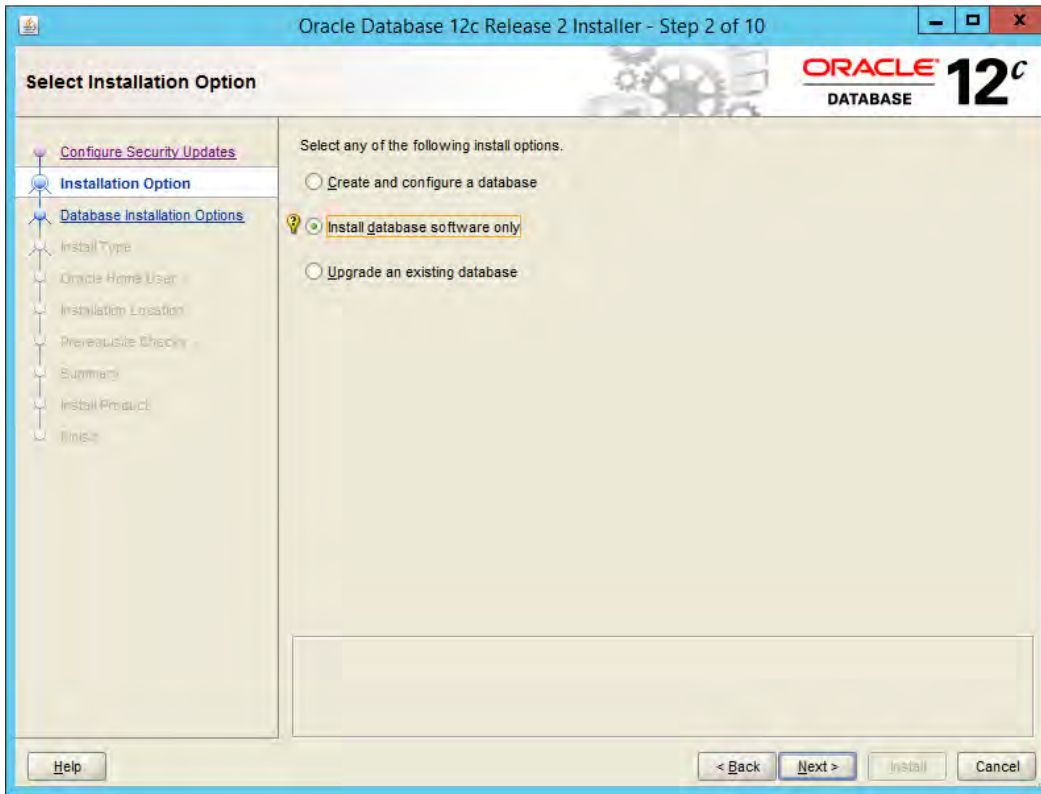 Oracle Database 12c Release 2 Installer - Step 2 of 10
Select Installation Option
ORACLE
DATABASE
12c
Configure Security Updates
Installation Option
Database Installation Options
Install Type
Oracle Home User
Installation Location
Prerequisite Checks
Summary
Install Product
Finish
Select any of the following install options.
Create and configure a database
Install database software only
Upgrade an existing database
Help
< Back
Next >
Install
Cancel